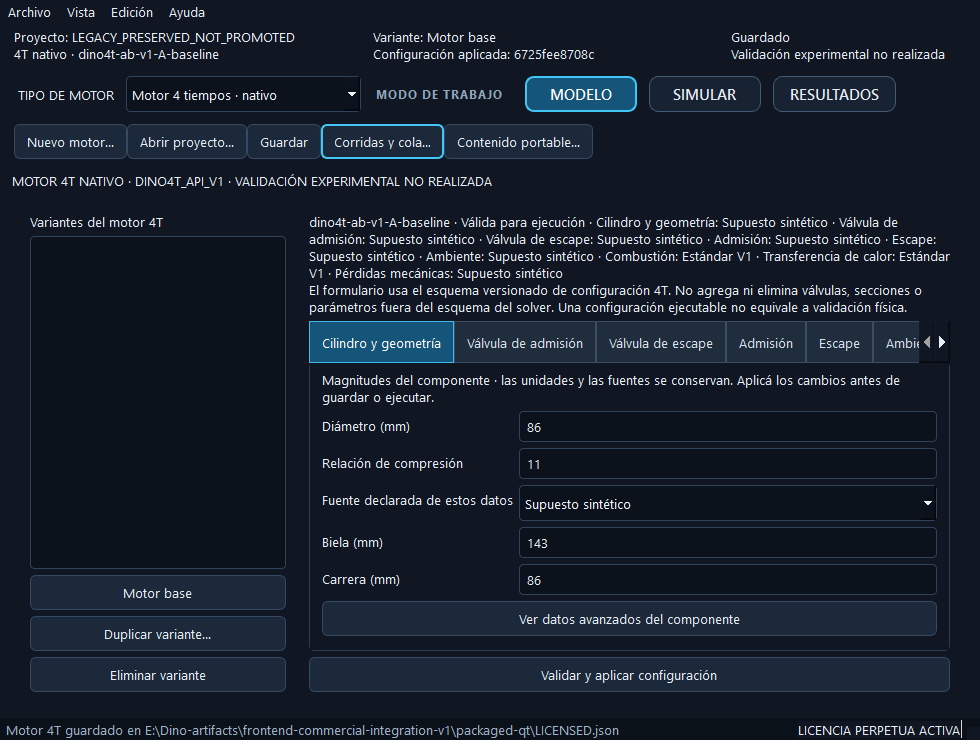 Archivo Vista Edición Ayuda
Proyecto: LEGACY_PRESERVED_NOT_PROMOTED
4T nativo · dino4t-ab-v1-A-baseline
Variante: Motor base
Configuración aplicada: 6725fee8708c
Guardado
Validación experimental no realizada
TIPO DE MOTOR
Motor 4 tiempos · nativo
MODO DE TRABAJO
MODELO
SIMULAR
RESULTADOS
Nuevo motor...
Abrir proyecto...
Guardar
Corridas y cola...
Contenido portable...
MOTOR 4T NATIVO · DINO4T_API_V1 · VALIDACIÓN EXPERIMENTAL NO REALIZADA
Variantes del motor 4T
Motor base
Duplicar variante...
Eliminar variante
dino4t-ab-v1-A-baseline · Válida para ejecución · Cilindro y geometría: Supuesto sintético · Válvula de
admisión: Supuesto sintético · Válvula de escape: Supuesto sintético · Admisión: Supuesto sintético · Escape:
Supuesto sintético · Ambiente: Supuesto sintético · Combustión: Estándar V1 · Transferencia de calor: Estándar
V1 · Pérdidas mecánicas: Supuesto sintético
El formulario usa el esquema versionado de configuración 4T. No agrega ni elimina válvulas, secciones o
parámetros fuera del esquema del solver. Una configuración ejecutable no equivale a validación física.
Cilindro y geometría
Válvula de admisión
Válvula de escape
Admisión
Escape
Ambie
Magnitudes del componente · las unidades y las fuentes se conservan. Aplicá los cambios antes de
guardar o ejecutar.
Diámetro (mm)
86
Relación de compresión
11
Fuente declarada de estos datos
Supuesto sintético
Biela (mm)
143
Carrera (mm)
86
Ver datos avanzados del componente
Validar y aplicar configuración
Motor 4T guardado en E:\Dino-artifacts\frontend-commercial-integration-v1\packaged-qt\LICENSED.json
LICENCIA PERPETUA ACTIVA